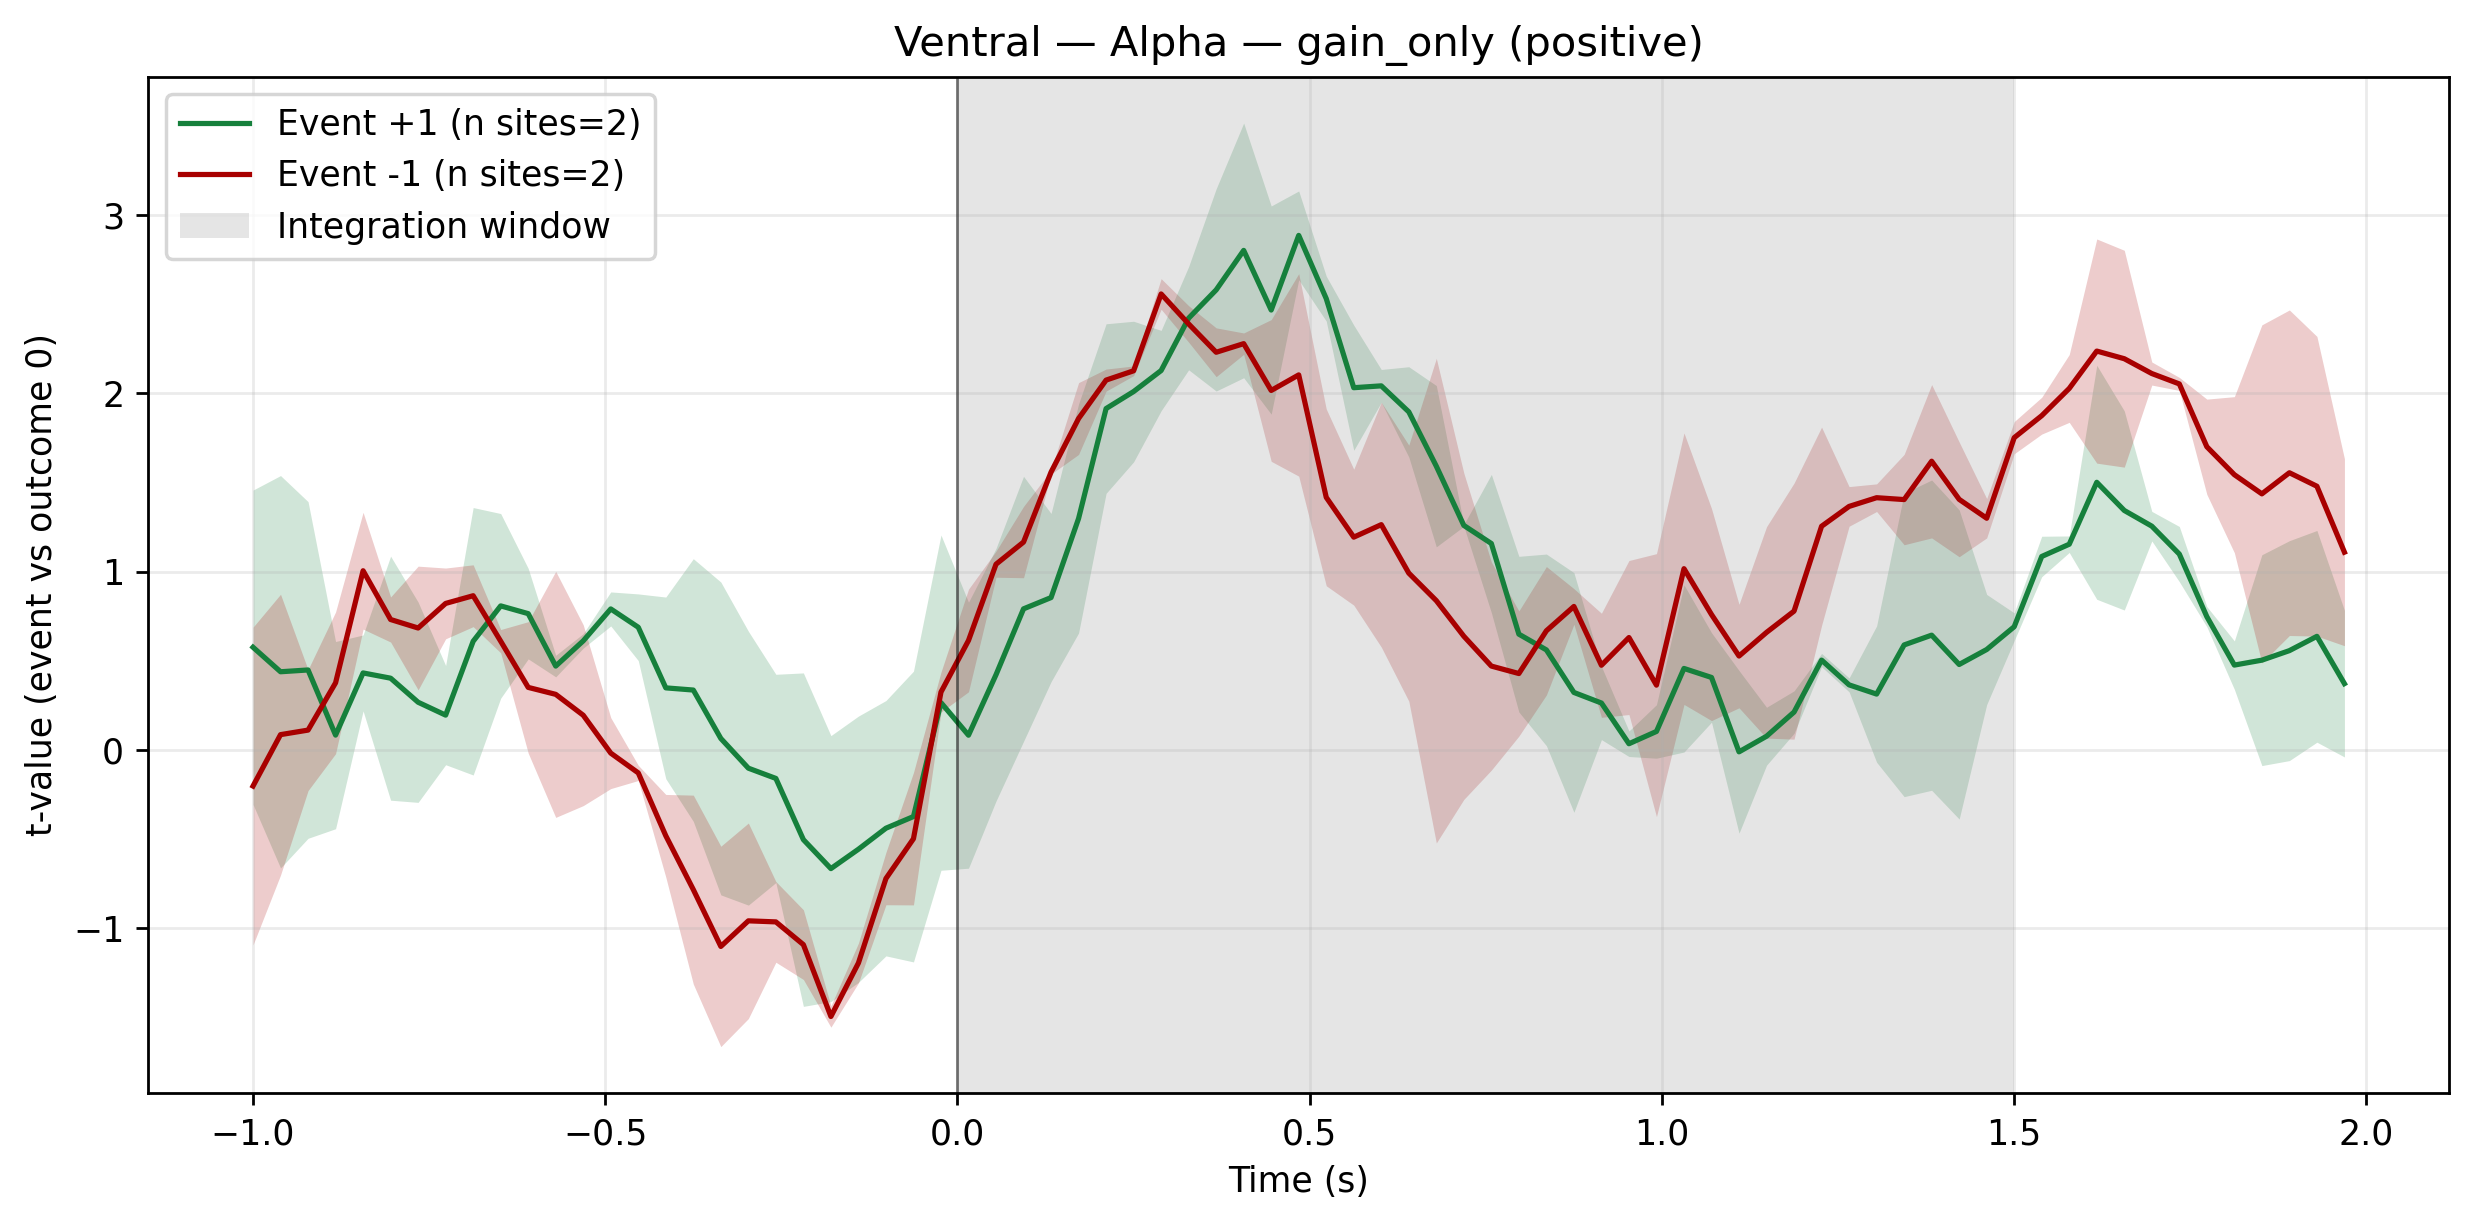 Ventral — Alpha — gain_only (positive)
Event +1 (n sites=2)
Event -1 (n sites=2)
Integration window
t-value (event vs outcome 0)
3
2
1
0
−1
−1.0 −0.5 0.0 0.5 1.0 1.5 2.0
Time (s)